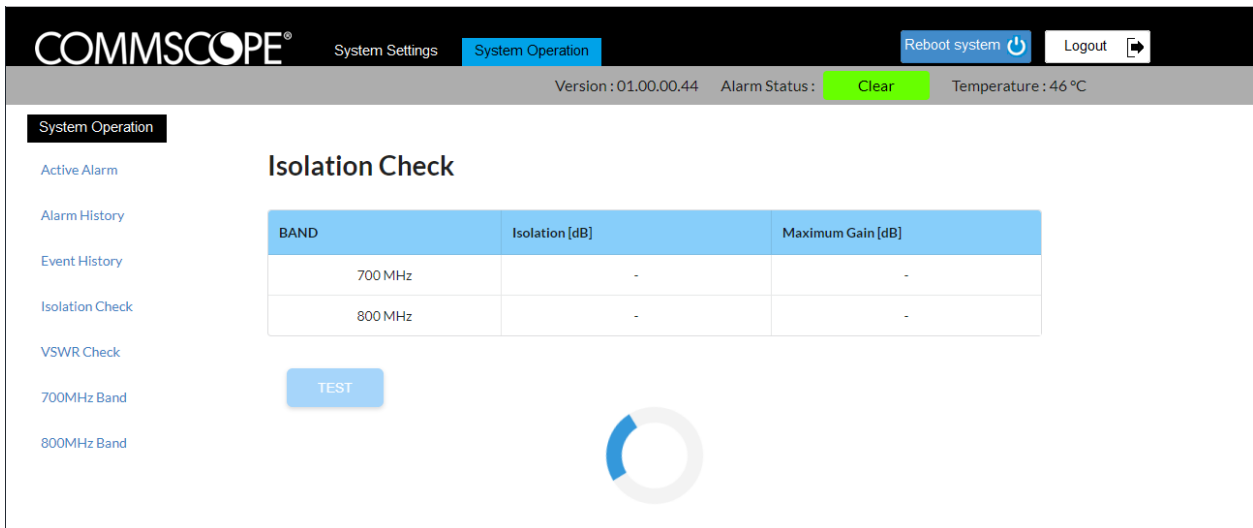 COMMSCOPE® System Settings System Operation Reboot system Logout
Version : 01.00.00.44 Alarm Status : Clear Temperature : 46 °C
System Operation
Active Alarm
Alarm History
Event History
Isolation Check
VSWR Check
700MHz Band
800MHz Band
Isolation Check
BAND Isolation [dB] Maximum Gain [dB]
700 MHz - -
800 MHz - -
TEST